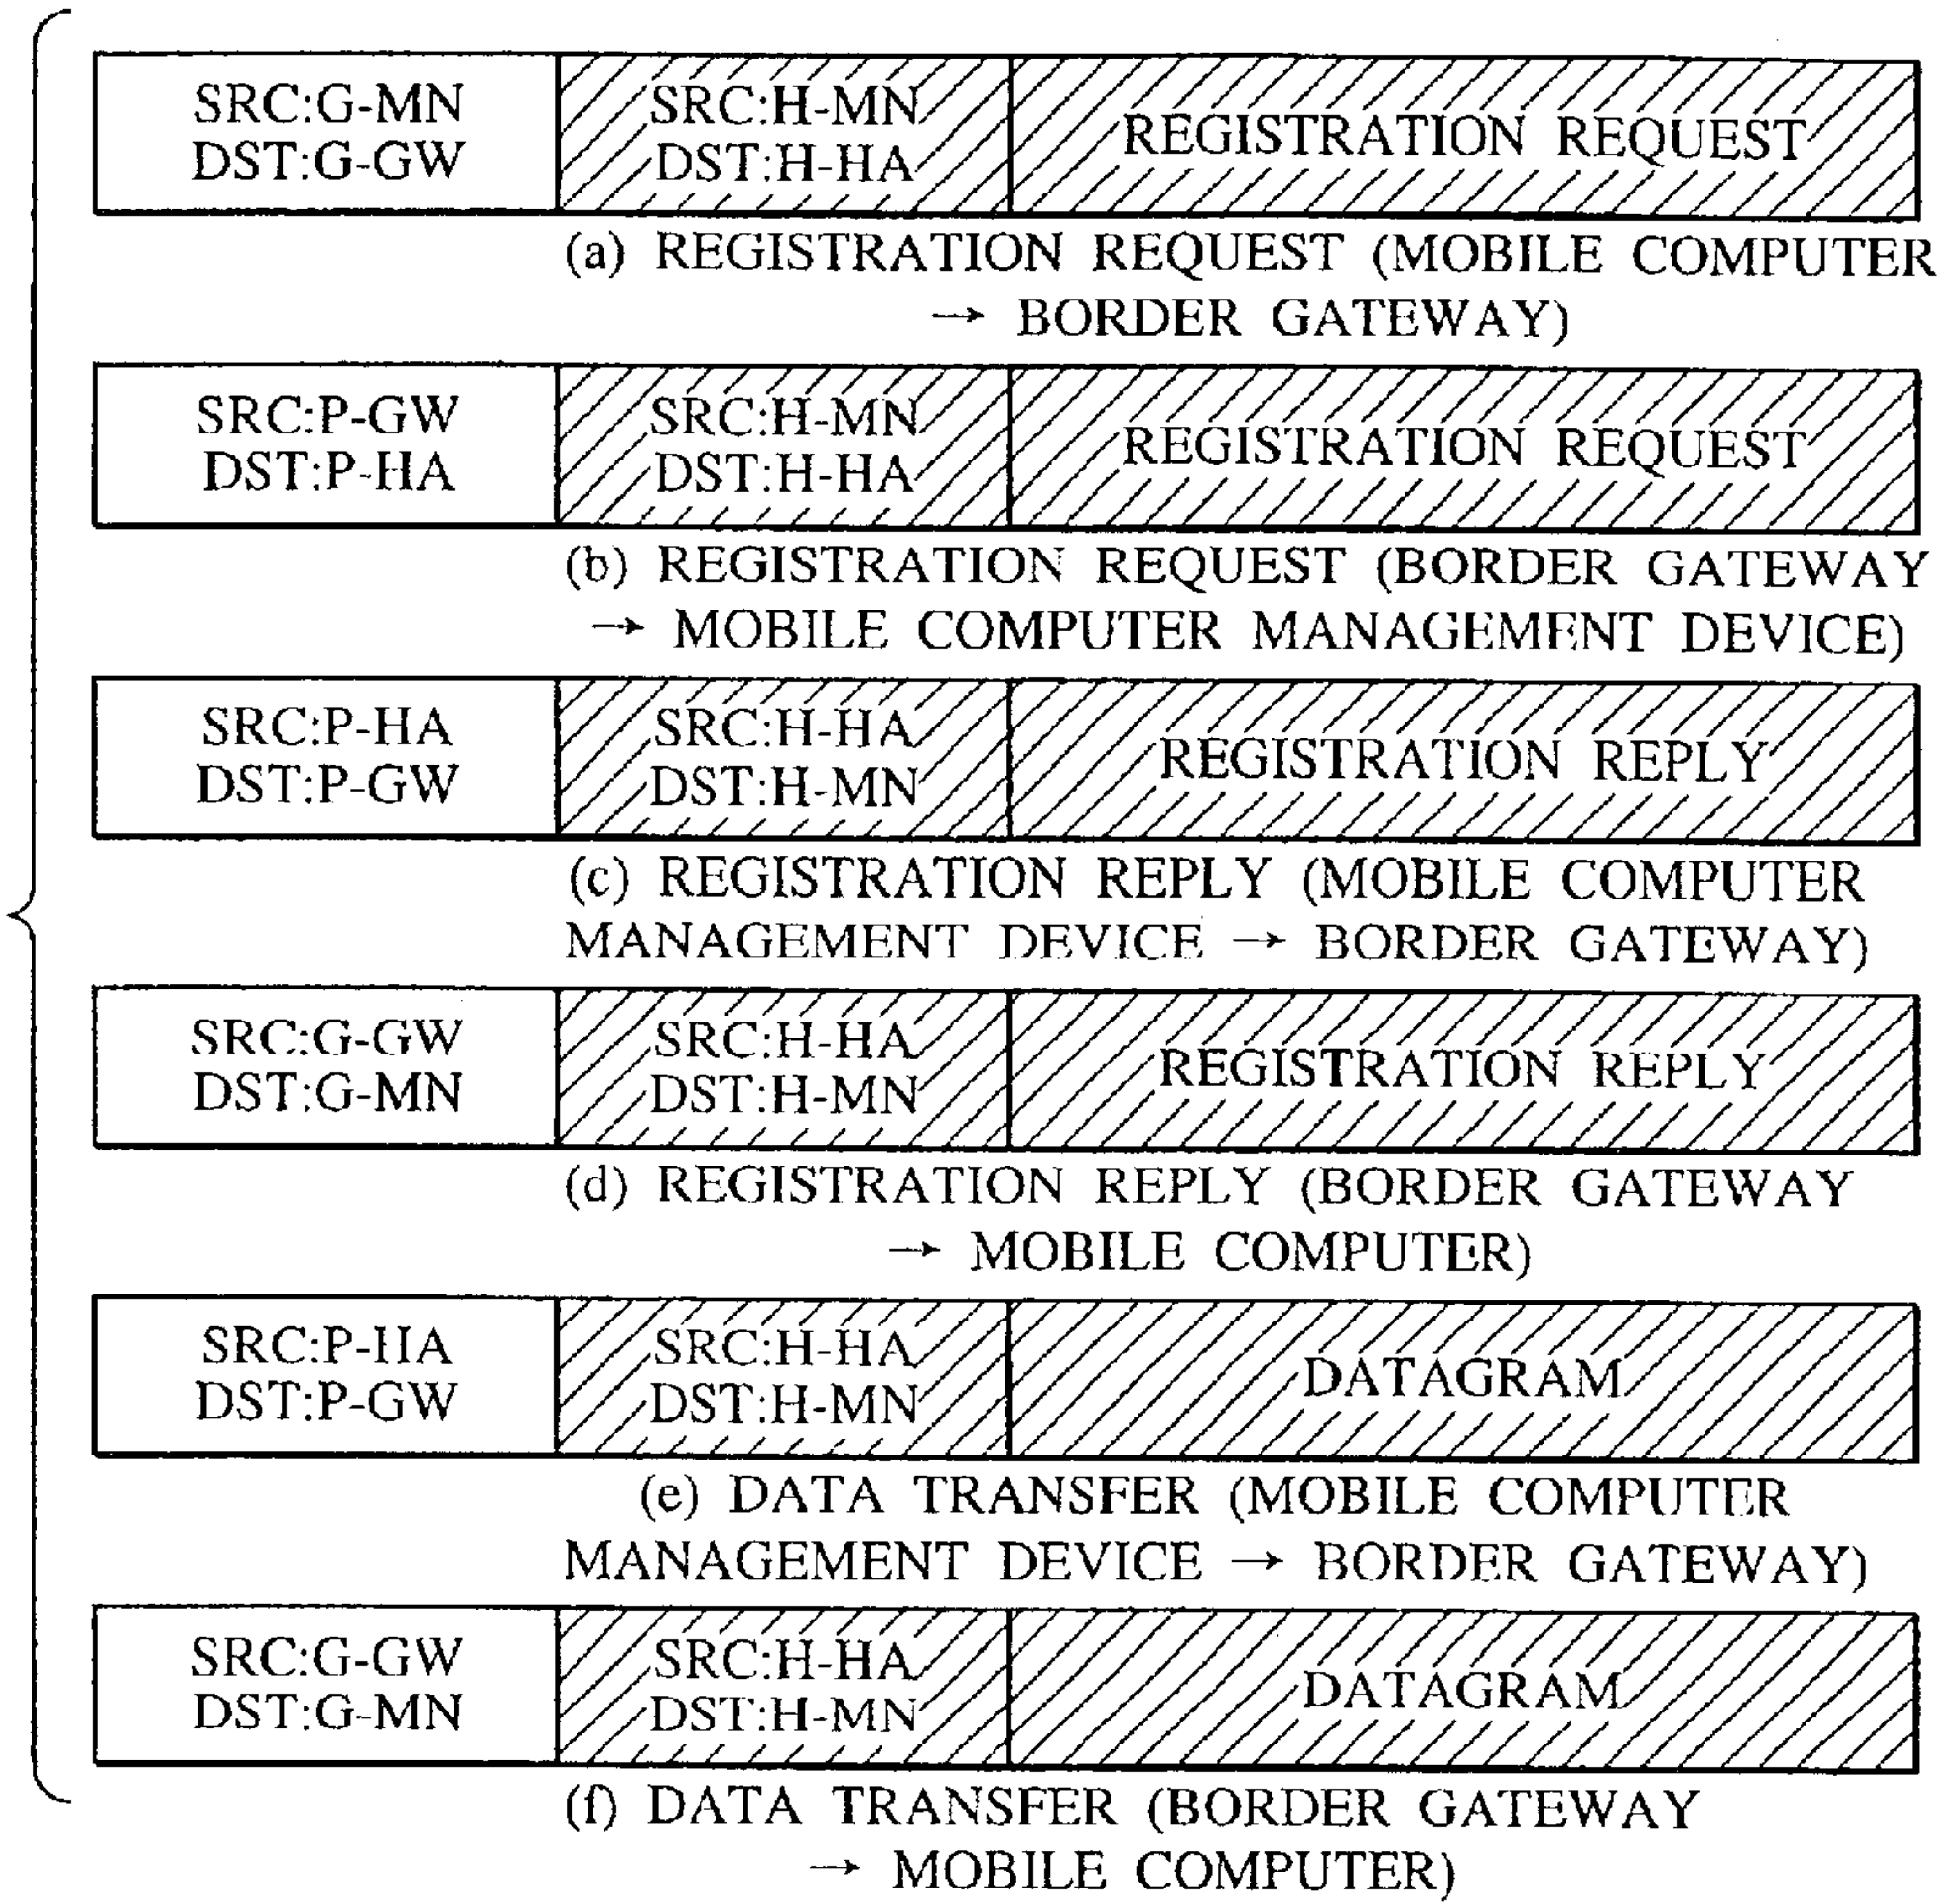 SRC:G-MN
DST:G-GW
SRC:H-MN
DST:H-HA
REGISTRATION REQUEST
(a) REGISTRATION REQUEST (MOBILE COMPUTER
→ BORDER GATEWAY)
SRC:P-GW
DST:P-HA
SRC:H-MN
DST:H-HA
REGISTRATION REQUEST
(b) REGISTRATION REQUEST (BORDER GATEWAY
→ MOBILE COMPUTER MANAGEMENT DEVICE)
SRC:P-HA
DST:P-GW
SRC:H-HA
DST:H-MN
REGISTRATION REPLY
(c) REGISTRATION REPLY (MOBILE COMPUTER
MANAGEMENT DEVICE → BORDER GATEWAY)
SRC:G-GW
DST:G-MN
SRC:H-HA
DST:H-MN
REGISTRATION REPLY
(d) REGISTRATION REPLY (BORDER GATEWAY
→ MOBILE COMPUTER)
SRC:P-HA
DST:P-GW
SRC:H-HA
DST:H-MN
DATAGRAM
(e) DATA TRANSFER (MOBILE COMPUTER
MANAGEMENT DEVICE → BORDER GATEWAY)
SRC:G-GW
DST:G-MN
SRC:H-HA
DST:H-MN
DATAGRAM
(f) DATA TRANSFER (BORDER GATEWAY
→ MOBILE COMPUTER)